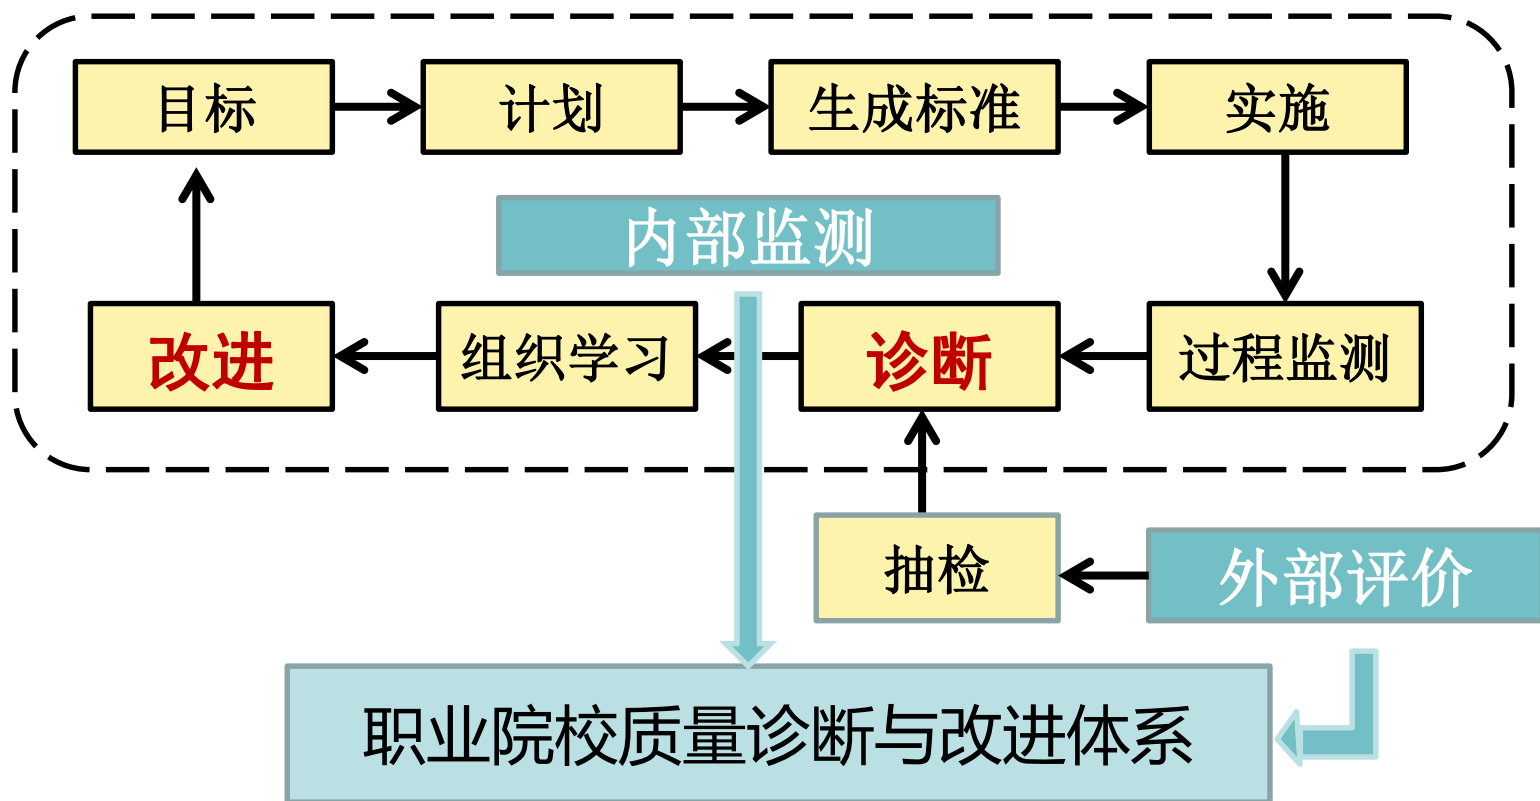 目标
计划
生成标准
实施
内部监测
改进
组织学习
诊断
过程监测
抽检
外部评价
职业院校质量诊断与改进体系